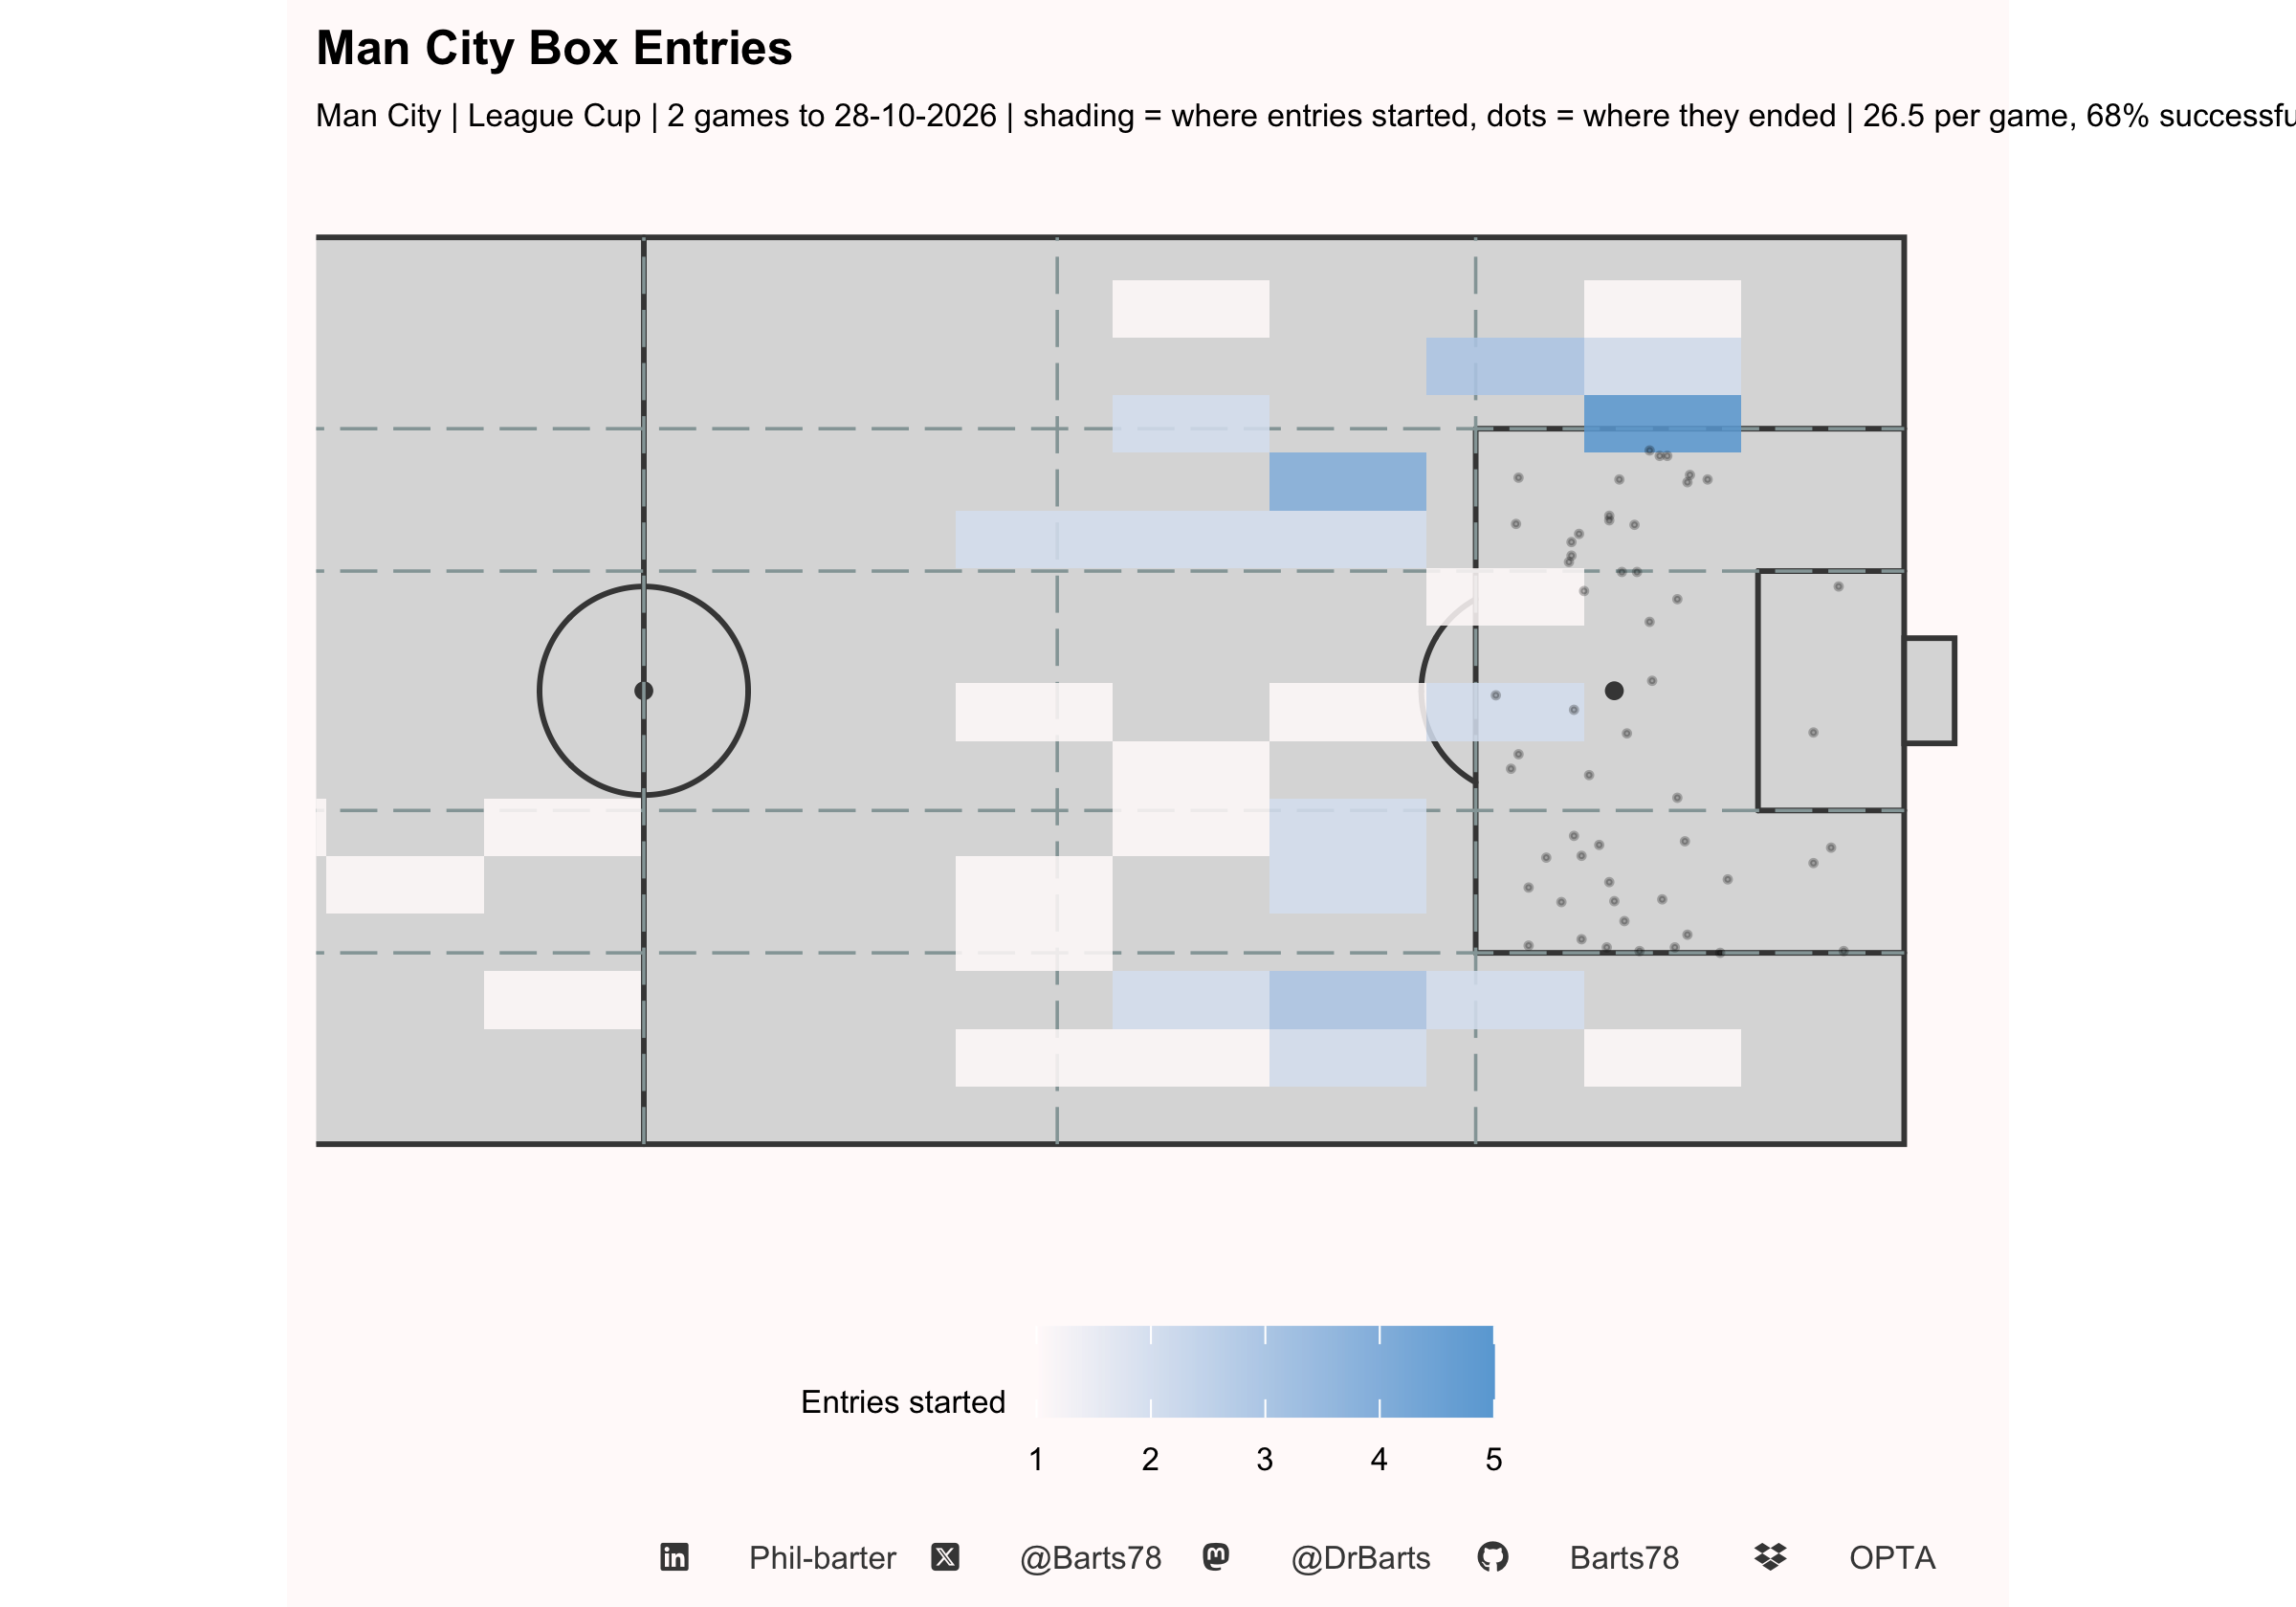 Man City Box Entries
Man City | League Cup | 2 games to 28-10-2026 | shading = where entries started, dots = where they ended | 26.5 per game, 68% successfu
Entries started
1 2 3 4 5
Phil-barter @Barts78 @DrBarts Barts78 OPTA